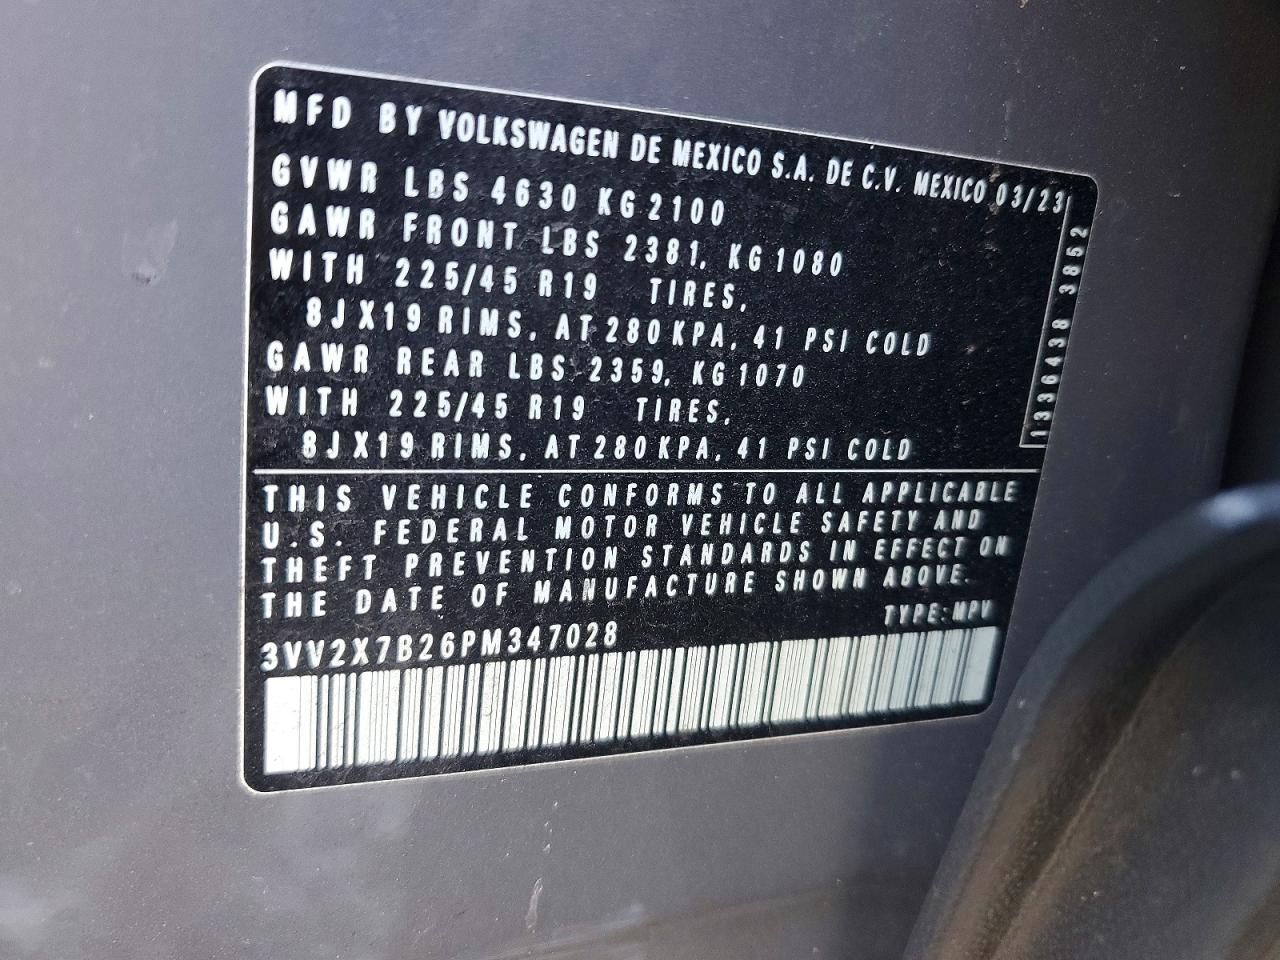 MFD BY VOLKSWAGEN DE MEXICO S.A. DE C.V. MEXICO 03/23
GVWR LBS 4630 KG 2100
GAWR FRONT LBS 2381, KG 1080
WITH 225/45 R19 TIRES,
8JX19 RIMS, AT 280 KPA, 41 PSI COLD
GAWR REAR LBS 2359, KG 1070
WITH 225/45 R19 TIRES,
8JX19 RIMS, AT 280 KPA, 41 PSI COLD
1336438 3852
THIS VEHICLE CONFORMS TO ALL APPLICABLE
U.S. FEDERAL MOTOR VEHICLE SAFETY AND
THEFT PREVENTION STANDARDS IN EFFECT ON
THE DATE OF MANUFACTURE SHOWN ABOVE.
3VV2X7B26PM347028 TYPE: MPV